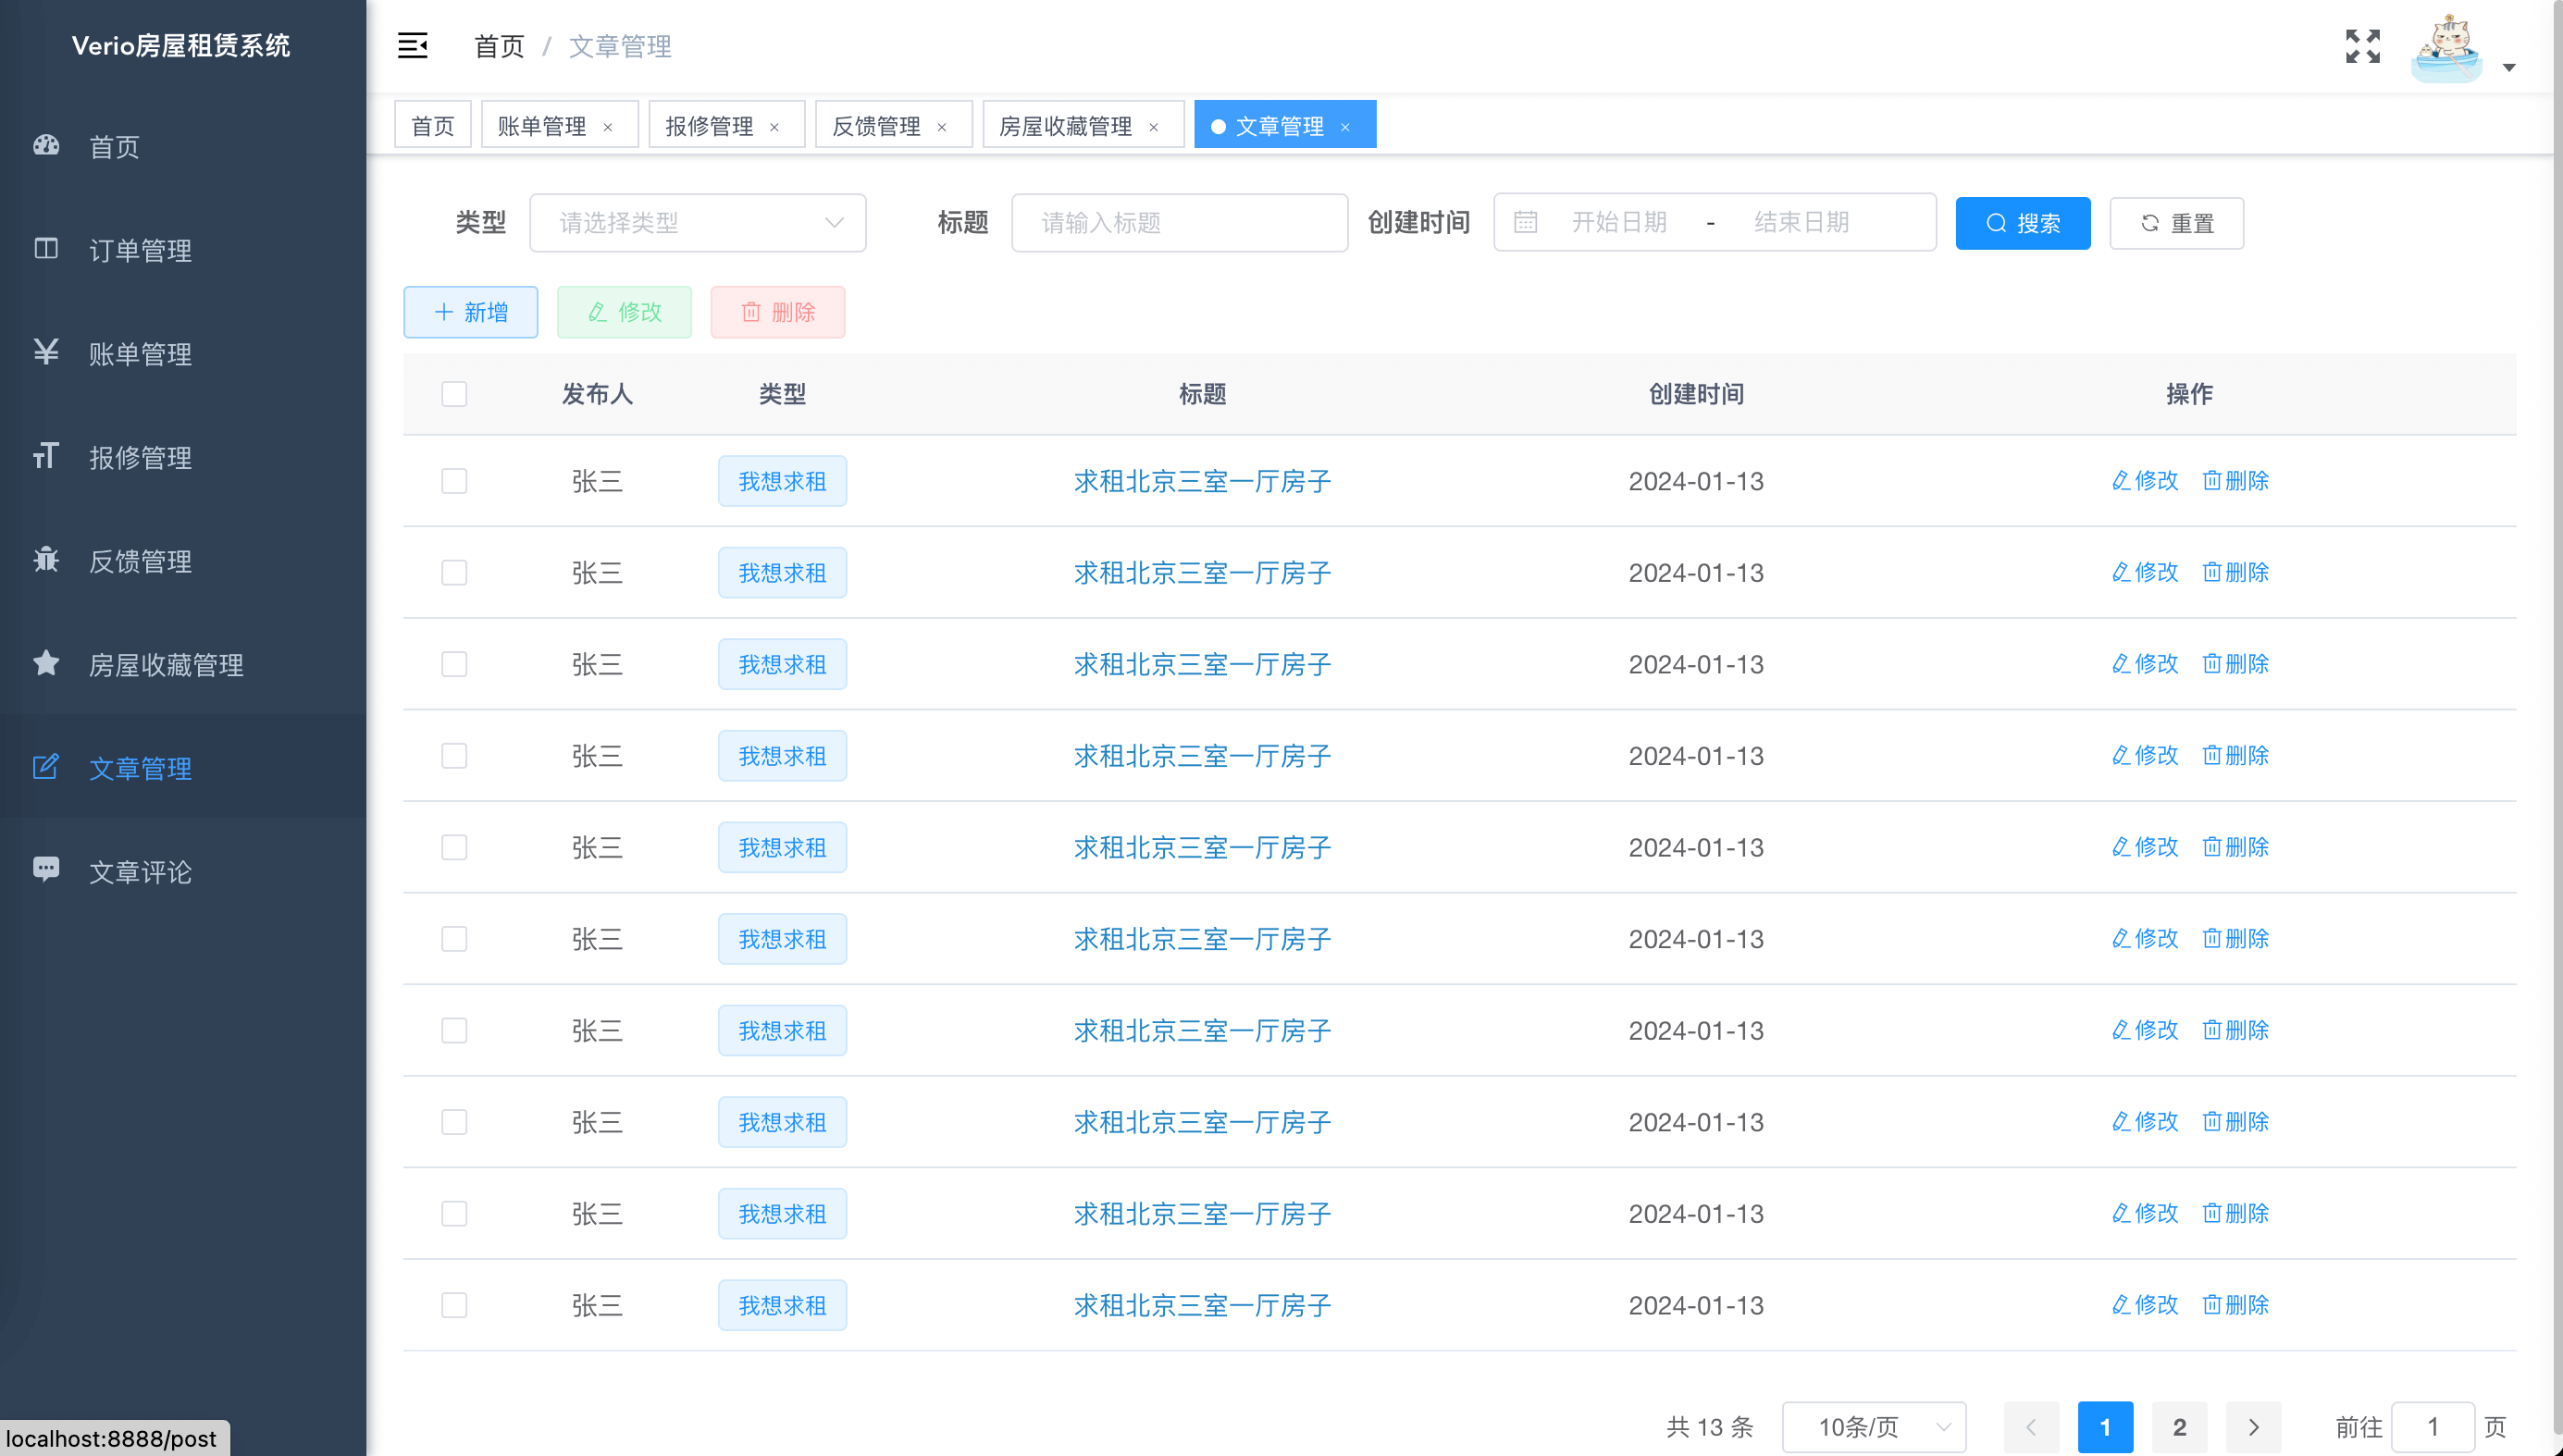 Verio房屋租赁系统
首页
订单管理
账单管理
报修管理
反馈管理
房屋收藏管理
文章管理
文章评论
首页 / 文章管理
首页 账单管理 × 报修管理 × 反馈管理 × 房屋收藏管理 × 文章管理 ×
类型 请选择类型 标题 请输入标题 创建时间 开始日期 - 结束日期 搜索 重置
新增 修改 删除
发布人 类型 标题 创建时间 操作
张三 我想求租 求租北京三室一厅房子 2024-01-13 修改 删除
张三 我想求租 求租北京三室一厅房子 2024-01-13 修改 删除
张三 我想求租 求租北京三室一厅房子 2024-01-13 修改 删除
张三 我想求租 求租北京三室一厅房子 2024-01-13 修改 删除
张三 我想求租 求租北京三室一厅房子 2024-01-13 修改 删除
张三 我想求租 求租北京三室一厅房子 2024-01-13 修改 删除
张三 我想求租 求租北京三室一厅房子 2024-01-13 修改 删除
张三 我想求租 求租北京三室一厅房子 2024-01-13 修改 删除
张三 我想求租 求租北京三室一厅房子 2024-01-13 修改 删除
张三 我想求租 求租北京三室一厅房子 2024-01-13 修改 删除
共 13 条 10条/页 1 2 前往 1 页
localhost:8888/post